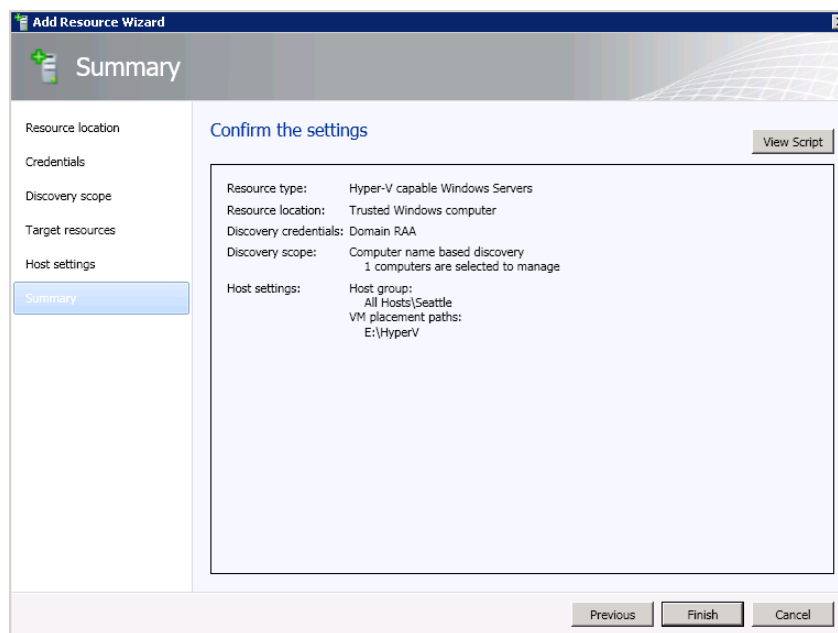 Add Resource Wizard
Summary
Resource location
Credentials
Discovery scope
Target resources
Host settings
Summary
Confirm the settings
View Script
Resource type: Hyper-V capable Windows Servers
Resource location: Trusted Windows computer
Discovery credentials: Domain RAA
Discovery scope: Computer name based discovery
1 computers are selected to manage
Host settings: Host group:
All Hosts\Seattle
VM placement paths:
E:\HyperV
Previous Finish Cancel